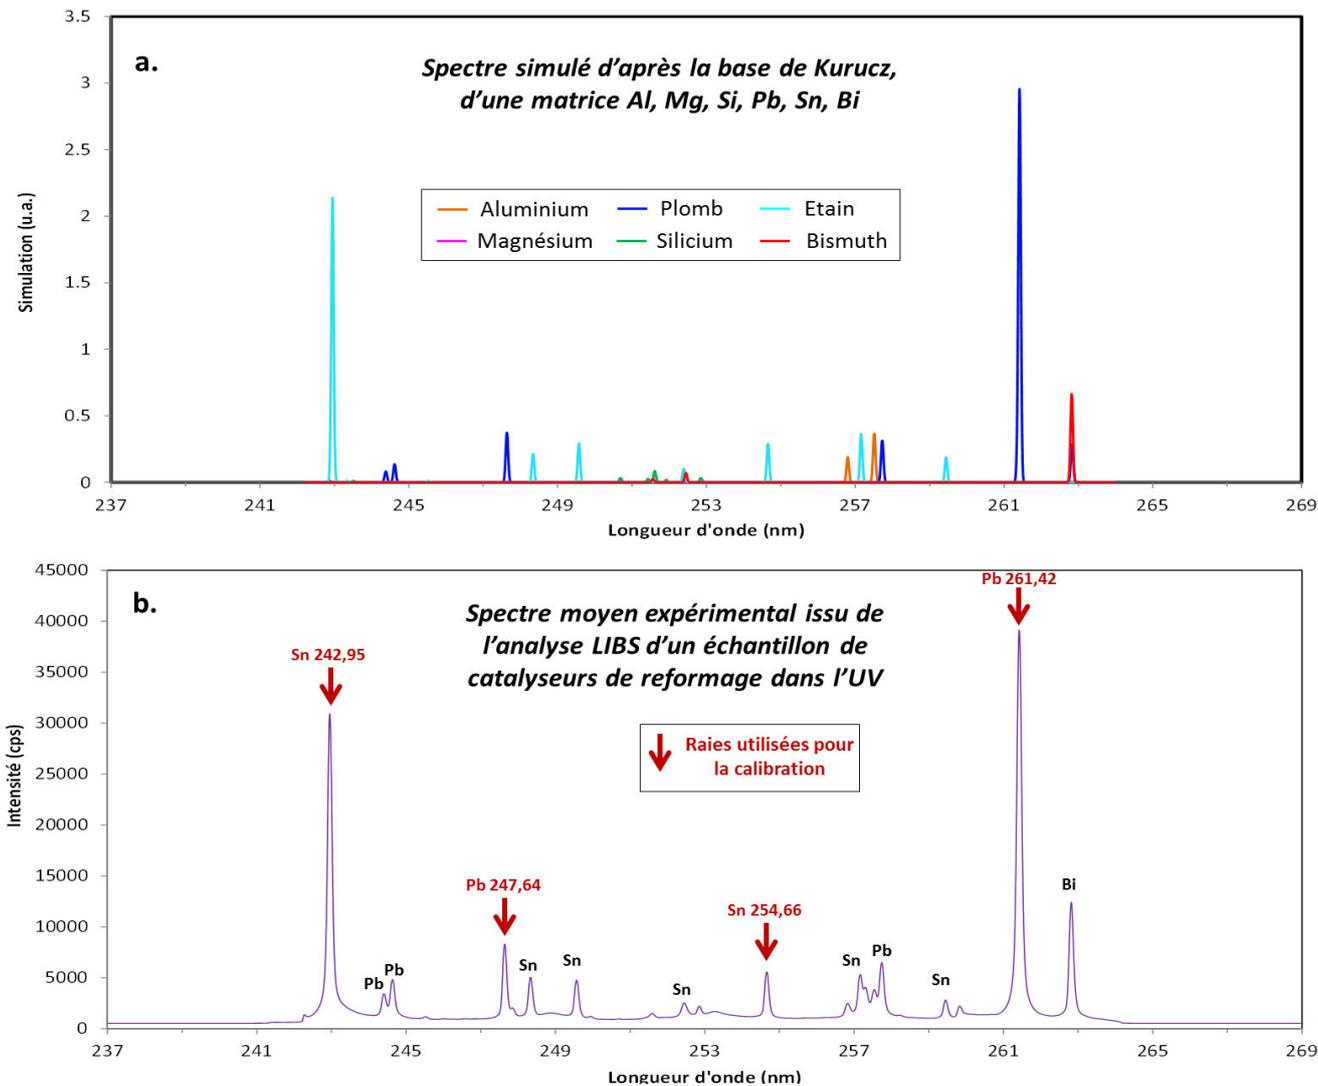 a.
Spectre simulé d’après la base de Kurucz,
d’une matrice Al, Mg, Si, Pb, Sn, Bi
Simulation (u.a.)
3.5
3
2.5
2
1.5
1
0.5
0
Aluminium Plomb Etain
Magnésium Silicium Bismuth
237 241 245 249 253 257 261 265 269
Longueur d'onde (nm)
b.
Spectre moyen expérimental issu de
l’analyse LIBS d’un échantillon de
catalyseurs de reformage dans l’UV
Intensité (cps)
45000
40000
35000
30000
25000
20000
15000
10000
5000
0
Raies utilisées pour
la calibration
Sn 242,95
Pb
Pb
Pb 247,64
Sn
Sn
Sn
Sn 254,66
Sn
Pb
Sn
Pb 261,42
Bi
237 241 245 249 253 257 261 265 269
Longueur d'onde (nm)